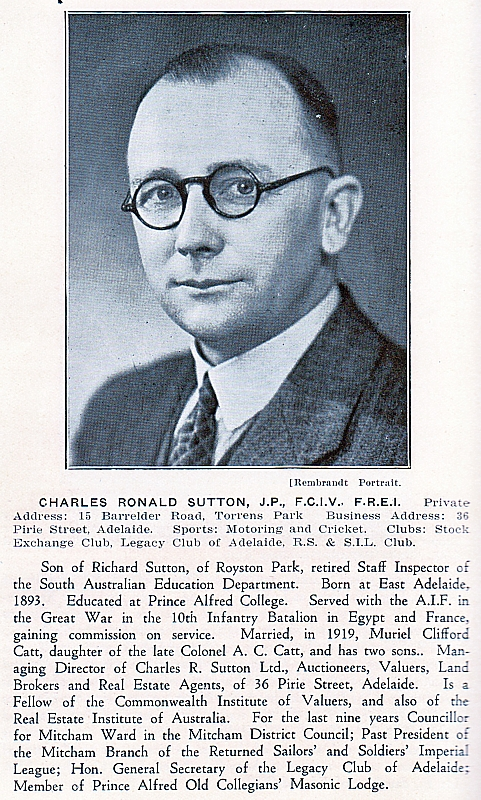 [Rembrandt Portrait.
CHARLES RONALD SUTTON, J.P., F.C.I.V.. F.R.E.I. Private
Address: 15 Barrelder Road, Torrens Park Business Address: 36
Pirie Street, Adelaide. Sports: Motoring and Cricket. Clubs: Stock
Exchange Club, Legacy Club of Adelaide, R.S. & S.I.L. Club.
Son of Richard Sutton, of Royston Park, retired Staff Inspector of
the South Australian Education Department. Born at East Adelaide,
1893. Educated at Prince Alfred College. Served with the A.I.F. in
the Great War in the 10th Infantry Batalion in Egypt and France,
gaining commission on service. Married, in 1919, Muriel Clifford
Catt, daughter of the late Colonel A. C. Catt, and has two sons.. Man-
aging Director of Charles R. Sutton Ltd., Auctioneers, Valuers, Land
Brokers and Real Estate Agents, of 36 Pirie Street, Adelaide. Is a
Fellow of the Commonwealth Institute of Valuers, and also of the
Real Estate Institute of Australia. For the last nine years Councillor
for Mitcham Ward in the Mitcham District Council; Past President of
the Mitcham Branch of the Returned Sailors' and Soldiers' Imperial
League; Hon. General Secretary of the Legacy Club of Adelaide;
Member of Prince Alfred Old Collegians' Masonic Lodge.